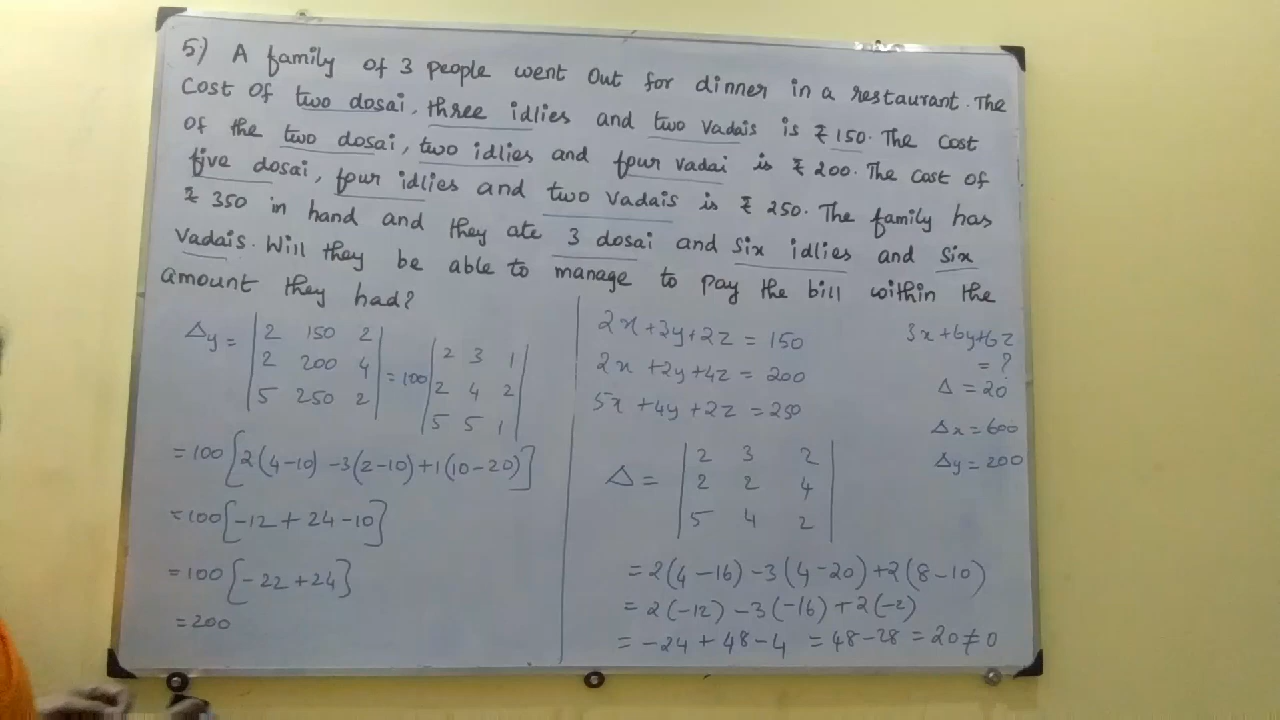 5) A family of 3 people went out for dinner in a restaurant. The
Cost of two dosai, three idlies and two Vadais is ₹ 150. The Cost
of the two dosai, two idlies and four vadai is ₹ 200. The Cost of
five dosai, four idlies and two Vadais is ₹ 250. The family has
₹ 350 in hand and they ate 3 dosai and six idlies and six
Vadais. Will they be able to manage to pay the bill within the
amount they had?
Δy = | 2 150 2 |
| 2 200 4 |
| 5 250 2 |
= 100 | 2 3 1 |
| 2 4 2 |
| 5 5 1 |
= 100 [2(4-10) -3(2-10) +1(10-20)]
= 100 [-12 + 24 -10]
= 100 [-22 +24]
= 200
2x + 3y + 2z = 150
2x + 2y + 4z = 200
5x + 4y + 2z = 250
Δ = | 2 3 2 |
| 2 2 4 |
| 5 4 2 |
= 2(4-16) -3(4-20) +2(8-10)
= 2(-12) -3(-16) +2(-2)
= -24 + 48 - 4 = 48 - 28 = 20 ≠ 0
3x + 6y + 6z
= ?
Δ = 20
Δx = 600
Δy = 200